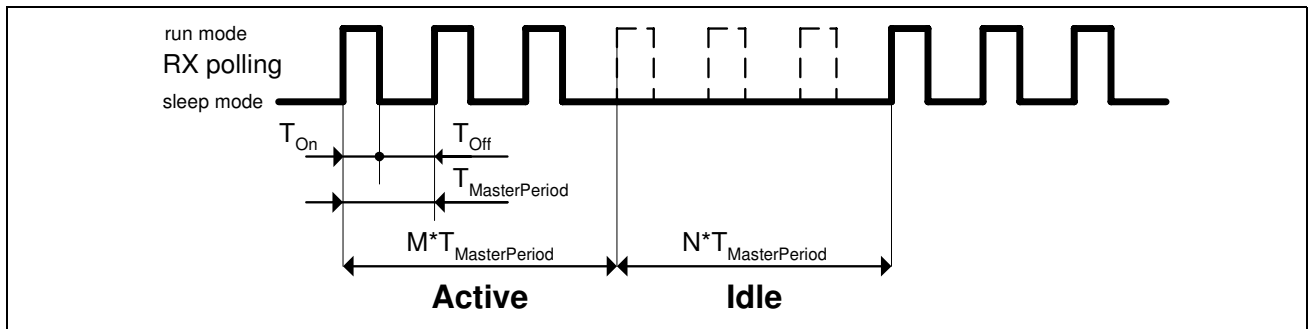 run mode
RX polling
sleep mode
T_On T_Off
T_MasterPeriod
M*T_MasterPeriod N*T_MasterPeriod
Active Idle